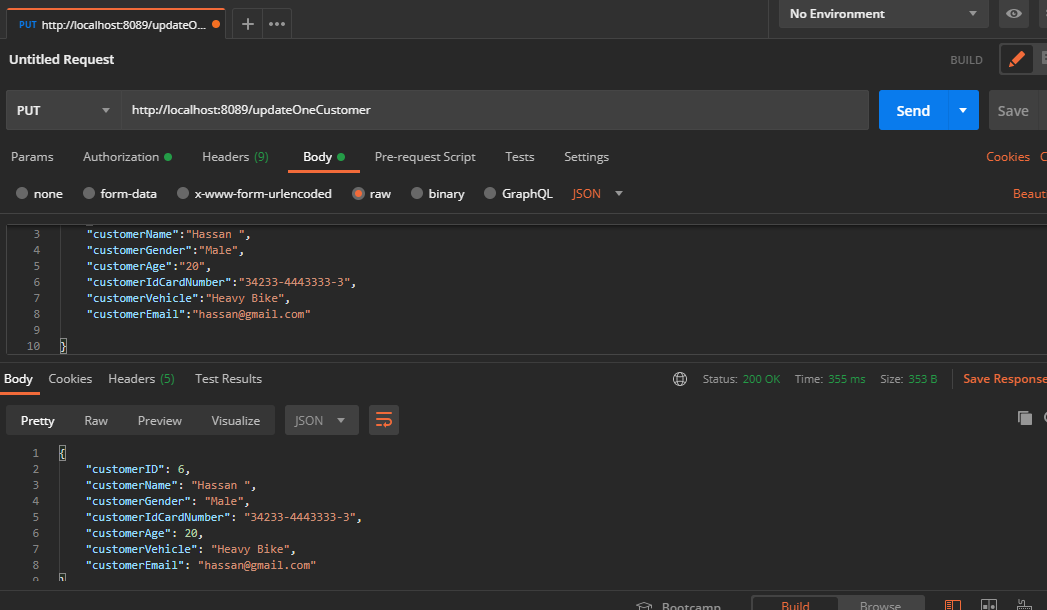 PUT http://localhost:8089/updateO...
No Environment
Untitled Request
BUILD
PUT http://localhost:8089/updateOneCustomer Send Save
Params Authorization Headers (9) Body Pre-request Script Tests Settings Cookies
none form-data x-www-form-urlencoded raw binary GraphQL JSON Beaut
3 "customerName":"Hassan ",
4 "customerGender":"Male",
5 "customerAge":"20",
6 "customerIdCardNumber":"34233-4443333-3",
7 "customerVehicle":"Heavy Bike",
8 "customerEmail":"hassan@gmail.com"
9
10 }
Body Cookies Headers (5) Test Results Status: 200 OK Time: 355 ms Size: 353 B Save Response
Pretty Raw Preview Visualize JSON
1 {
2 "customerID": 6,
3 "customerName": "Hassan ",
4 "customerGender": "Male",
5 "customerIdCardNumber": "34233-4443333-3",
6 "customerAge": 20,
7 "customerVehicle": "Heavy Bike",
8 "customerEmail": "hassan@gmail.com"
9 }
Bootcamp Build Browse